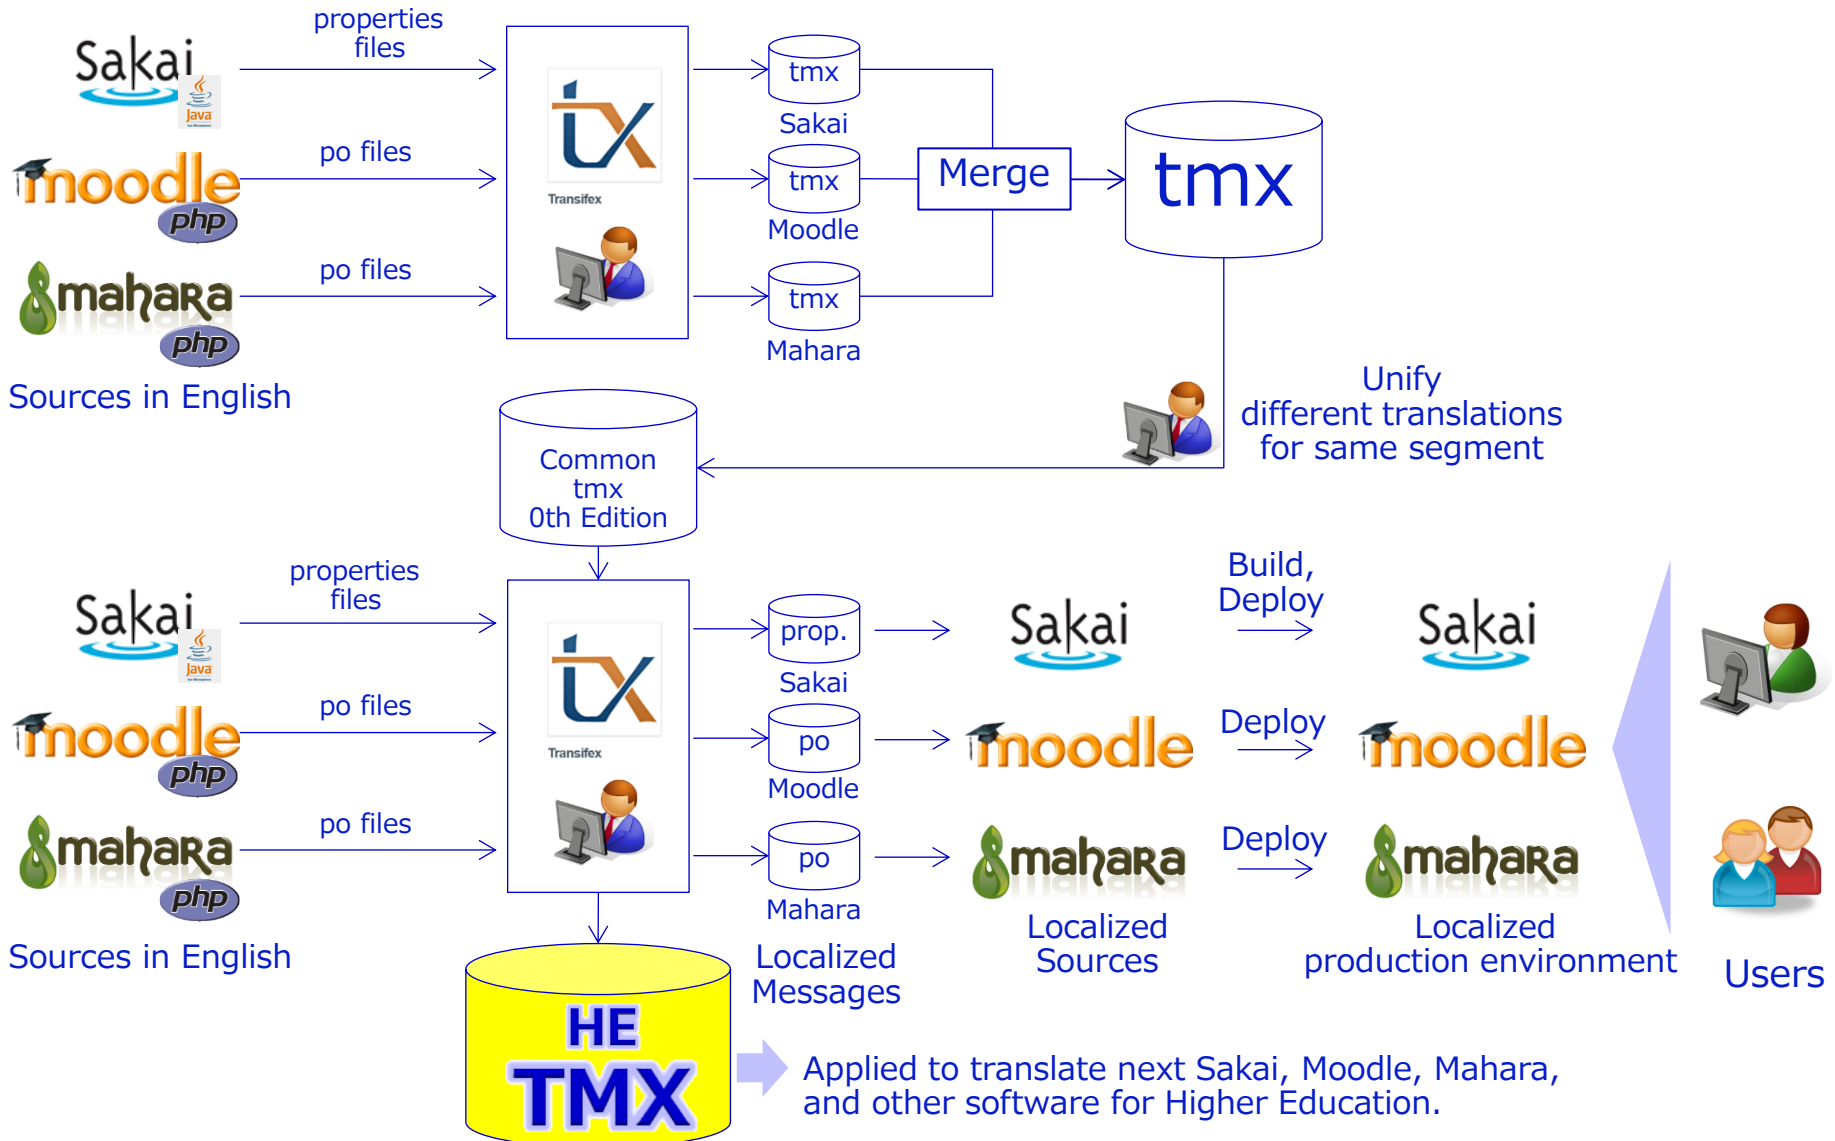 properties
files
Sakai
Java
po files
moodle
php
po files
mahara
php
Sources in English
tx
Transifex
tmx
Sakai
tmx
Moodle
tmx
Mahara
Merge
tmx
Unify
different translations
for same segment
Common
tmx
0th Edition
properties
files
Sakai
Java
po files
moodle
php
po files
mahara
php
Sources in English
tx
Transifex
prop.
Sakai
po
Moodle
po
Mahara
Localized
Messages
Sakai
moodle
mahara
Localized
Sources
Build,
Deploy
Deploy
Deploy
Sakai
moodle
mahara
Localized
production environment
Users
HE
TMX
Applied to translate next Sakai, Moodle, Mahara,
and other software for Higher Education.